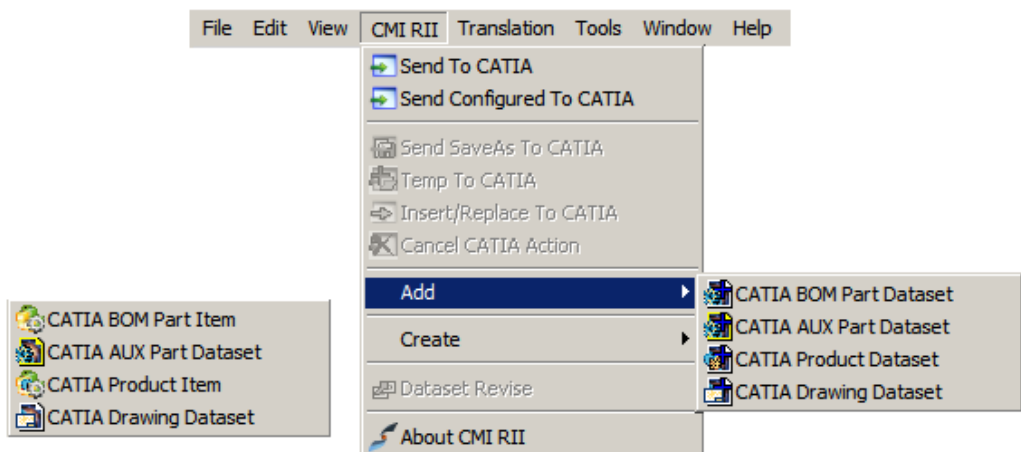 File Edit View CMI RII Translation Tools Window Help
Send To CATIA
Send Configured To CATIA
Send SaveAs To CATIA
Temp To CATIA
Insert/Replace To CATIA
Cancel CATIA Action
Add
CATIA BOM Part Dataset
CATIA AUX Part Dataset
CATIA Product Dataset
CATIA Drawing Dataset
Create
CATIA BOM Part Item
CATIA AUX Part Dataset
CATIA Product Item
CATIA Drawing Dataset
Dataset Revise
About CMI RII